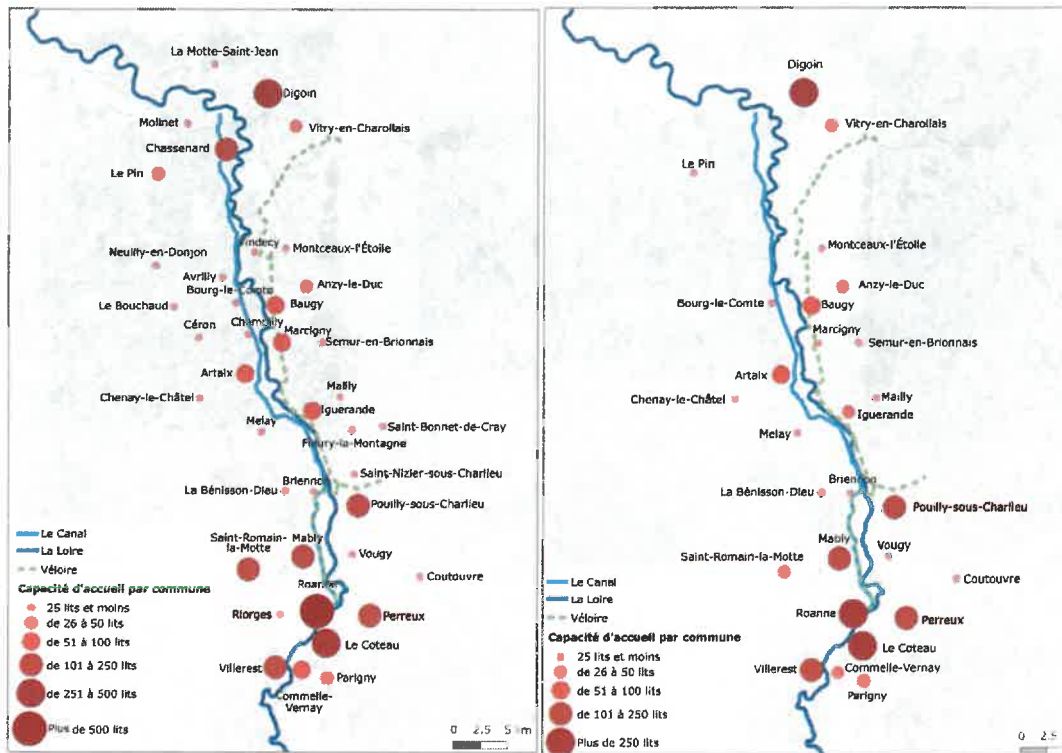 La Motte-Saint-Jean
Digoin
Molinet
Vitry-en-Charollais
Chassenard
Le Pin
Neuilly-en-Donjon
Montceaux-l'Étoile
Avrilly
Anzy-le-Duc
Bourg-le-Comte
Le Bouchaud
Baugy
Céron
Chambilly
Marcigny
Semur-en-Brionnais
Artaix
Mailly
Chenay-le-Châtel
Iguerande
Melay
Saint-Bonnet-de-Cray
Fleury-la-Montagne
Saint-Nizier-sous-Charlieu
Briennon
La Bénisson-Dieu
Pouilly-sous-Charlieu
Saint-Romain-
la-Motte
Mably
Vougy
Coutouvre
Roanne
Riorges
Perreux
Le Coteau
Villerest
Parigny
Commelle-
Vernay
Le Canal
La Loire
Véloire
Capacité d'accueil par commune
25 lits et moins
de 26 à 50 lits
de 51 à 100 lits
de 101 à 250 lits
de 251 à 500 lits
Plus de 500 lits
0 2.5 5 km
Digoin
Vitry-en-Charollais
Le Pin
Montceaux-l'Étoile
Anzy-le-Duc
Bourg-le-Comte
Baugy
Marcigny
Semur-en-Brionnais
Artaix
Mailly
Chenay-le-Châtel
Iguerande
Melay
Briennon
La Bénisson-Dieu
Pouilly-sous-Charlieu
Mably
Vougy
Saint-Romain-la-Motte
Coutouvre
Roanne
Perreux
Le Coteau
Villerest
Commelle-Vernay
Parigny
Le Canal
La Loire
Véloire
Capacité d'accueil par commune
25 lits et moins
de 26 à 50 lits
de 51 à 100 lits
de 101 à 250 lits
Plus de 250 lits
0 2.5